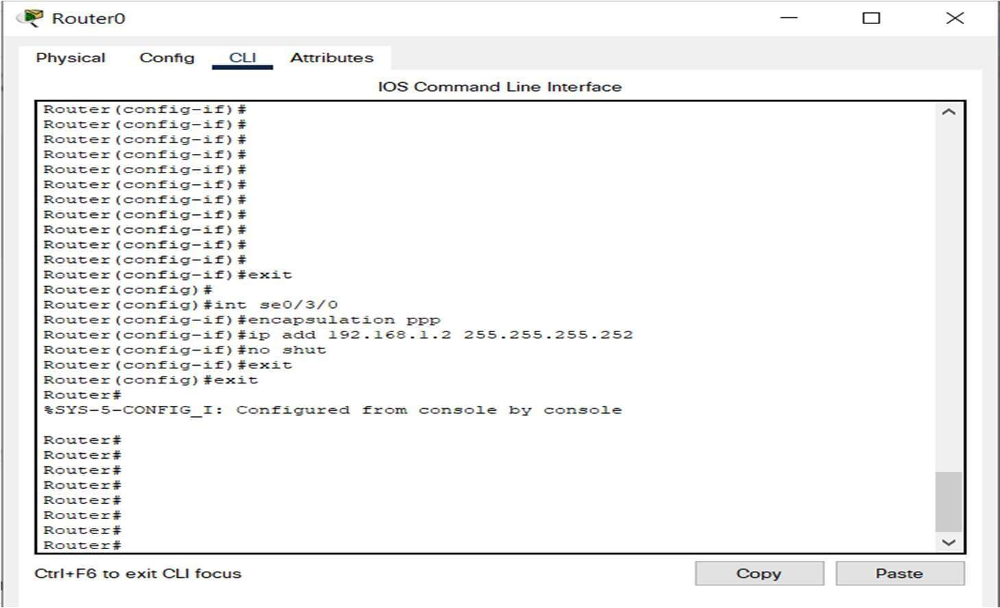 Router0
Physical Config CLI Attributes
IOS Command Line Interface
Router(config-if)#
Router(config-if)#
Router(config-if)#
Router(config-if)#
Router(config-if)#
Router(config-if)#
Router(config-if)#
Router(config-if)#
Router(config-if)#
Router(config-if)#
Router(config-if)#
Router(config-if)#exit
Router(config)#
Router(config)#int se0/3/0
Router(config-if)#encapsulation ppp
Router(config-if)#ip add 192.168.1.2 255.255.255.252
Router(config-if)#no shut
Router(config-if)#exit
Router(config)#exit
Router#
%SYS-5-CONFIG_I: Configured from console by console
Router#
Router#
Router#
Router#
Router#
Router#
Router#
Router#
Ctrl+F6 to exit CLI focus
Copy Paste